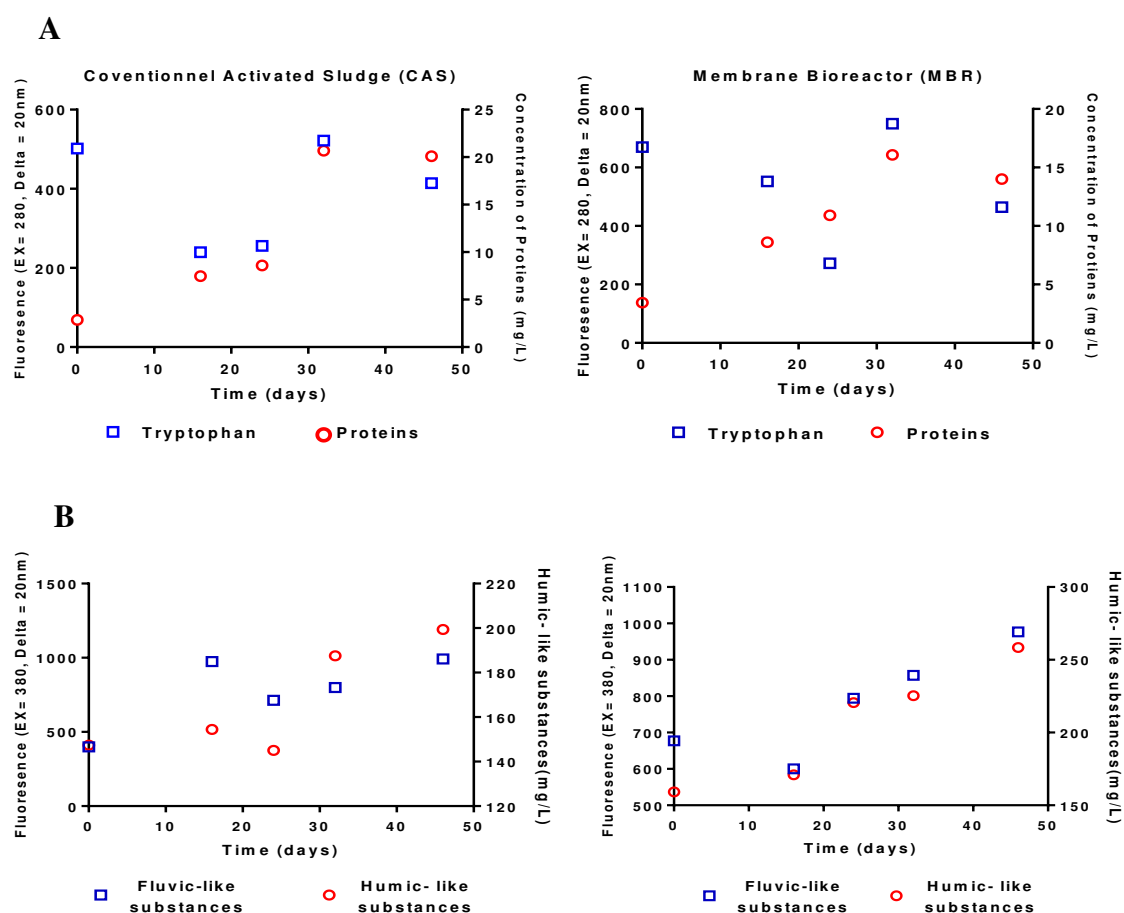 A
Coventionnel Activated Sludge (CAS)
Fluoresence (EX= 280, Delta = 20nm)
600
400
200
0
25
20
15
10
5
0
Concentration of Protiens (mg/L)
0 10 20 30 40 50
Time (days)
Tryptophan Proteins
Membrane Bioreactor (MBR)
Fluoresence (EX= 280, Delta = 20nm)
800
600
400
200
0
20
15
10
5
0
Concentration of Protiens (mg/L)
0 10 20 30 40 50
Time (days)
Tryptophan Proteins
B
Fluoresence (EX= 380, Delta = 20nm)
1500
1000
500
0
220
200
180
160
140
120
Humic- like substances(mg/L)
0 10 20 30 40 50
Time (days)
Fluvic-like Humic- like
substances substances
Fluoresence (EX= 380, Delta = 20nm)
1100
1000
900
800
700
600
500
300
250
200
150
Humic- like substances(mg/L)
0 10 20 30 40 50
Time (days)
Fluvic-like Humic- like
substances substances